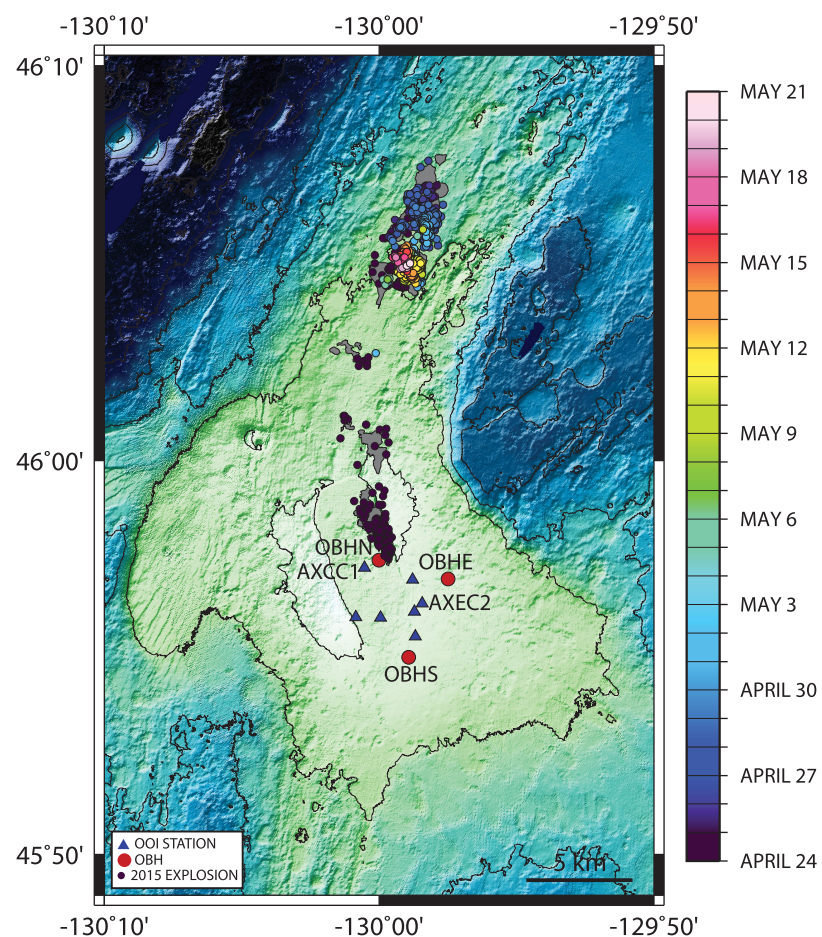 -130°10'
-130°00'
-129°50'
46°10'
46°00'
45°50'
OBHN
AXCC1
OBHE
AXEC2
OBHS
OOI STATION
OBH
2015 EXPLOSION
5 km
-130°10'
-130°00'
-129°50'
MAY 21
MAY 18
MAY 15
MAY 12
MAY 9
MAY 6
MAY 3
APRIL 30
APRIL 27
APRIL 24